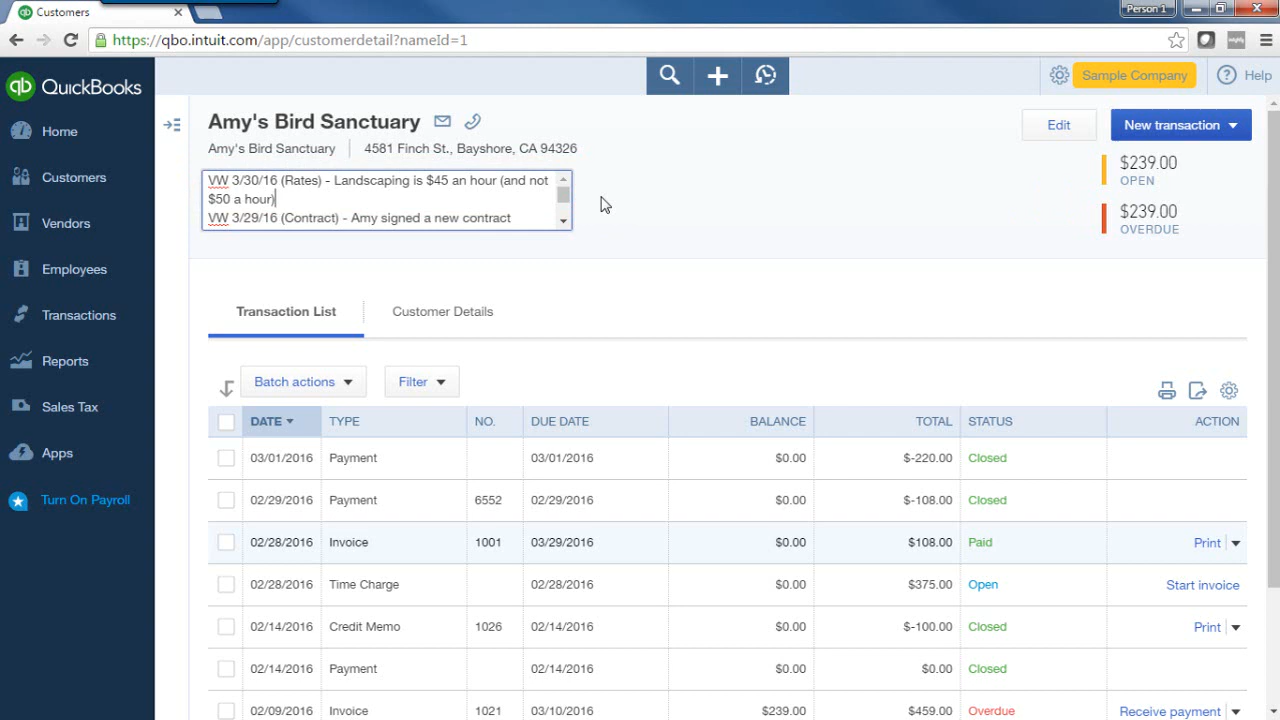 Customers
Person 1
https://qbo.intuit.com/app/customerdetail?nameId=1
qb QuickBooks
Sample Company
Help
Home
Customers
Vendors
Employees
Transactions
Reports
Sales Tax
Apps
Turn On Payroll
Amy's Bird Sanctuary
Edit
New transaction
Amy's Bird Sanctuary 4581 Finch St., Bayshore, CA 94326
VW 3/30/16 (Rates) - Landscaping is $45 an hour (and not
$50 a hour)
VW 3/29/16 (Contract) - Amy signed a new contract
$239.00
OPEN
$239.00
OVERDUE
Transaction List Customer Details
Batch actions Filter
DATE TYPE NO. DUE DATE BALANCE TOTAL STATUS ACTION
03/01/2016 Payment 03/01/2016 $0.00 $-220.00 Closed
02/29/2016 Payment 6552 02/29/2016 $0.00 $-108.00 Closed
02/28/2016 Invoice 1001 03/29/2016 $0.00 $108.00 Paid Print
02/28/2016 Time Charge 02/28/2016 $0.00 $375.00 Open Start invoice
02/14/2016 Credit Memo 1026 02/14/2016 $0.00 $-100.00 Closed Print
02/14/2016 Payment 02/14/2016 $0.00 $0.00 Closed
02/09/2016 Invoice 1021 03/10/2016 $239.00 $459.00 Overdue Receive payment